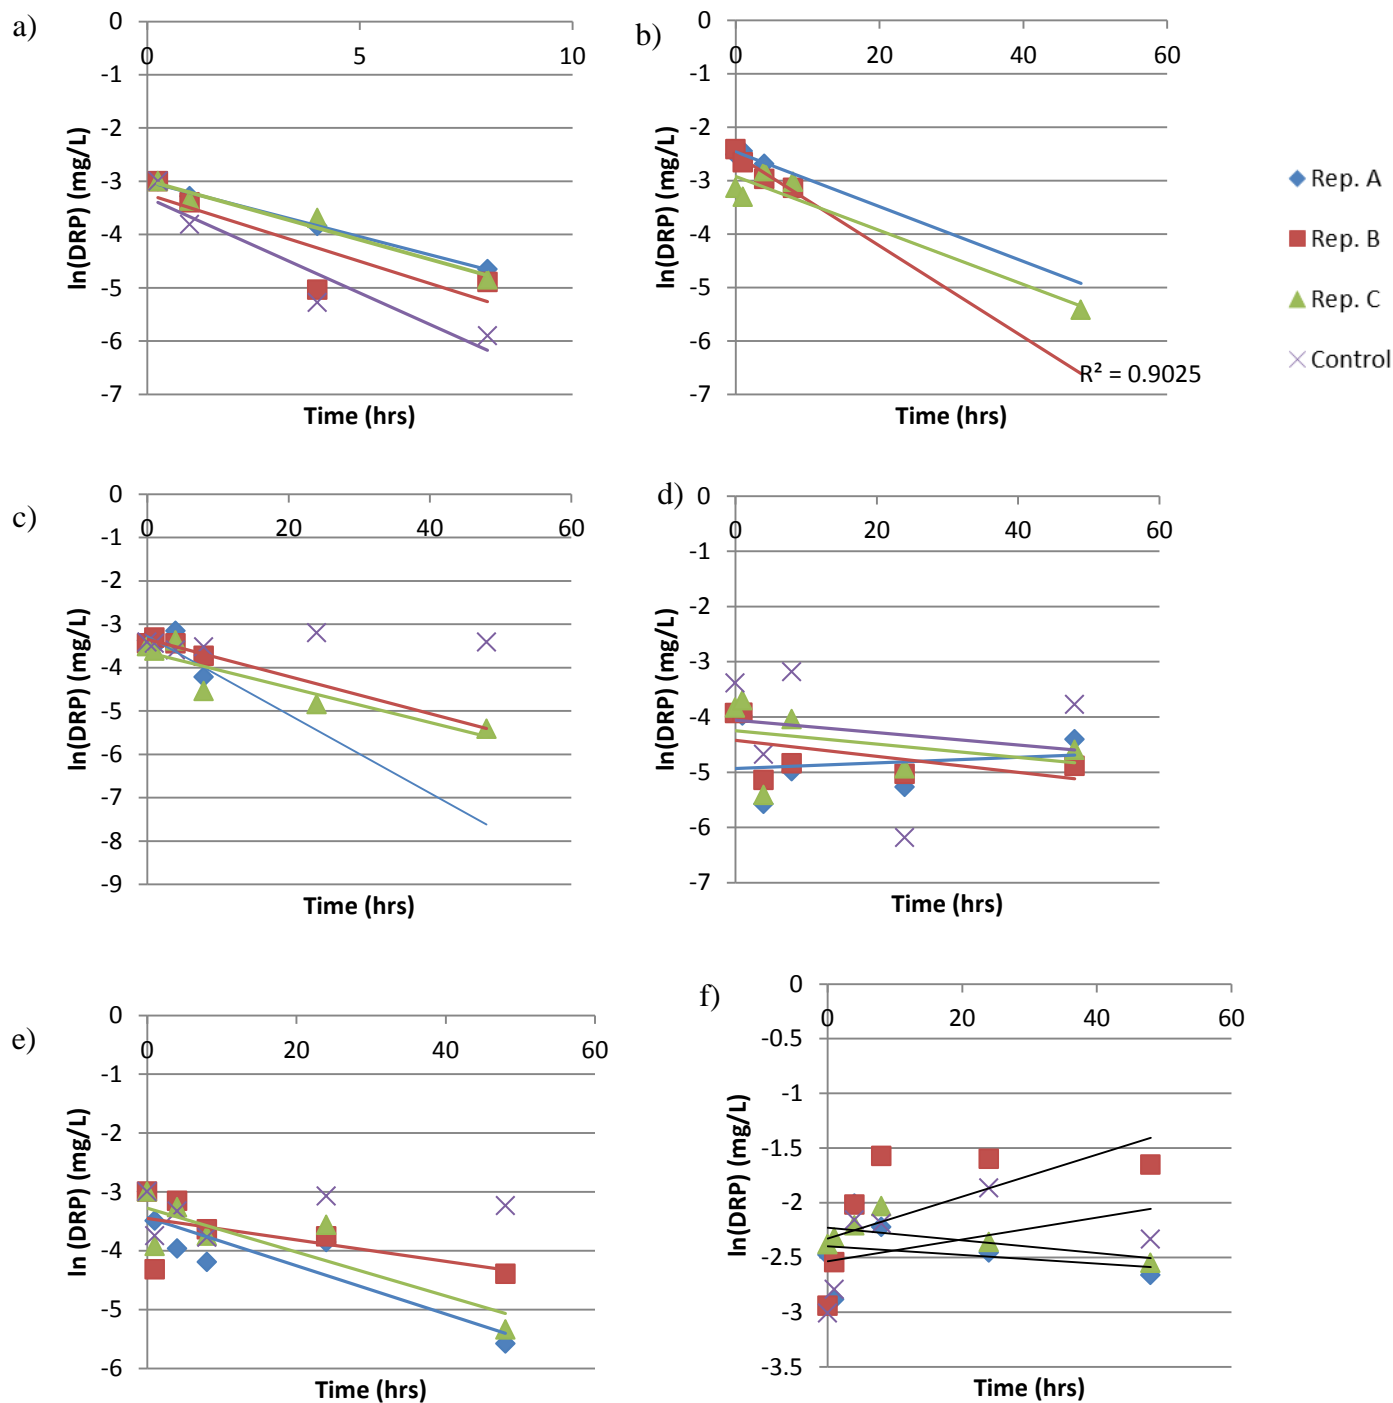 a)
0
-1
-2
-3
-4
-5
-6
-7
0 5 10
ln(DRP) (mg/L)
Time (hrs)
b)
0
-1
-2
-3
-4
-5
-6
-7
0 20 40 60
ln(DRP) (mg/L)
R² = 0.9025
Time (hrs)
Rep. A
Rep. B
Rep. C
Control
c)
0
-1
-2
-3
-4
-5
-6
-7
-8
-9
0 20 40 60
ln(DRP) (mg/L)
Time (hrs)
d)
0
-1
-2
-3
-4
-5
-6
-7
0 20 40 60
ln(DRP) (mg/L)
Time (hrs)
e)
0
-1
-2
-3
-4
-5
-6
0 20 40 60
ln (DRP) (mg/L)
Time (hrs)
f)
0
-0.5
-1
-1.5
-2
-2.5
-3
-3.5
0 20 40 60
ln(DRP) (mg/L)
Time (hrs)